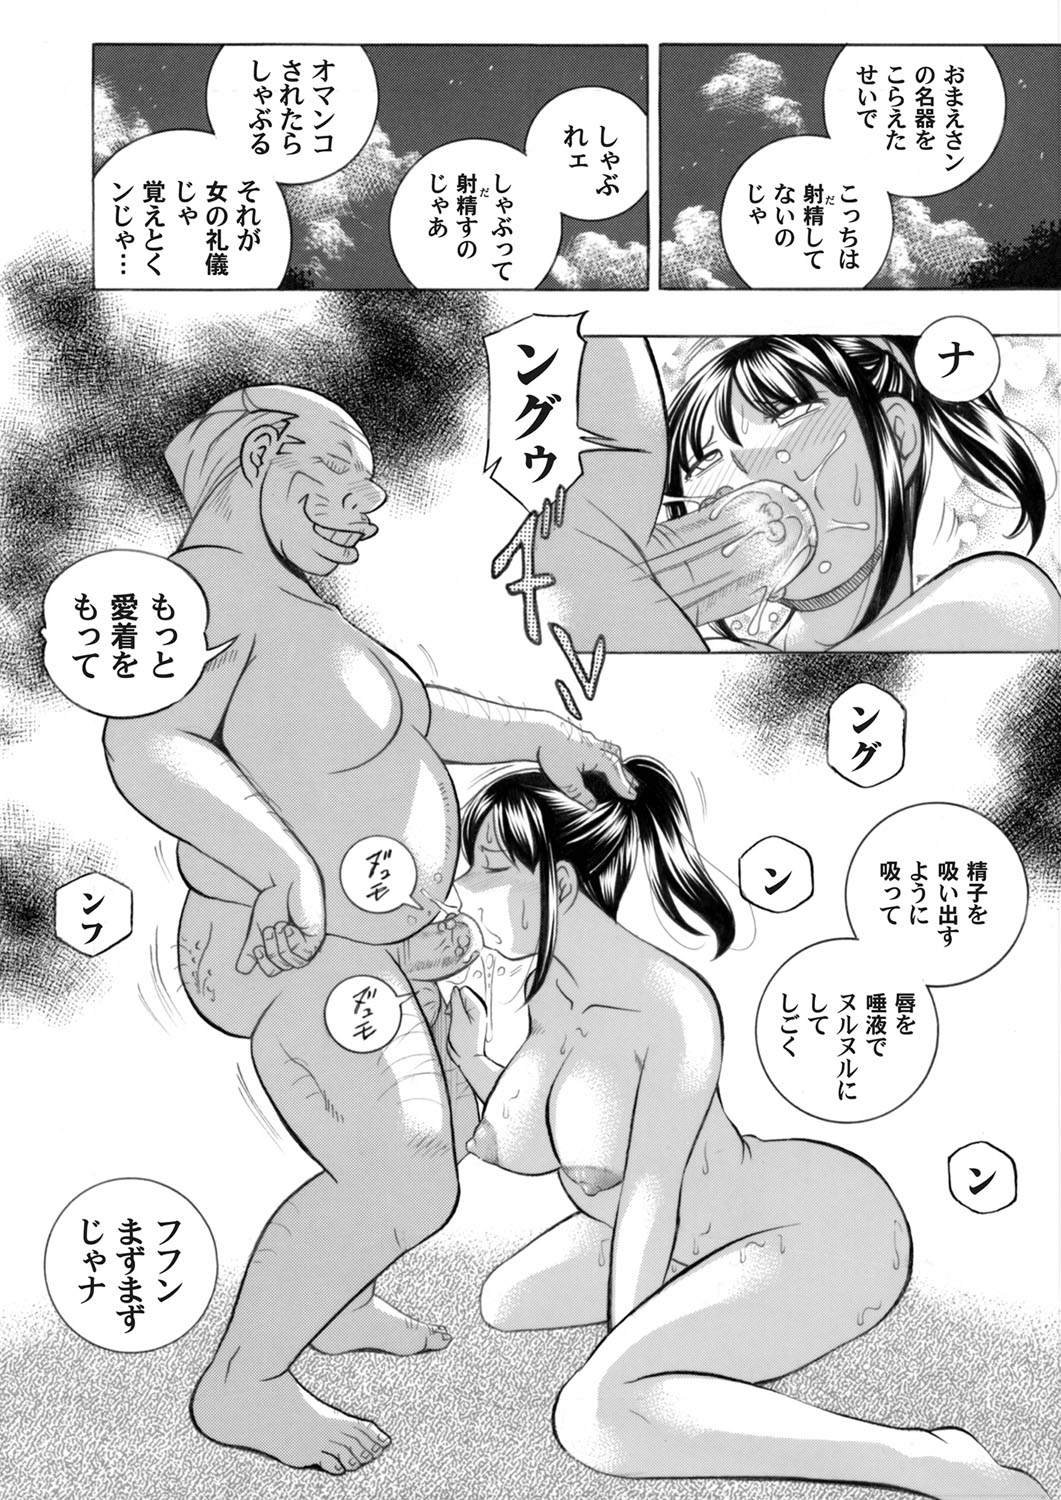 おまえさン
の名器を
こらえた
せいで
こっちは
射精して
だ
ないの
じゃ
しゃぶ
れェ
しゃぶって
射精すの
だ
じゃあ
オマンコ
されたら
しゃぶる
それが
女の礼儀
じゃ
覚えとく
ンじゃ…
ナ
ングゥ
ング
精子を
吸い出す
ように
吸って
唇を
唾液で
ヌルヌルに
して
しごく
ン
ン
もっと
愛着を
もって
ンフ
ヂュモ
ヂュモ
フフン
まずまず
じゃナ